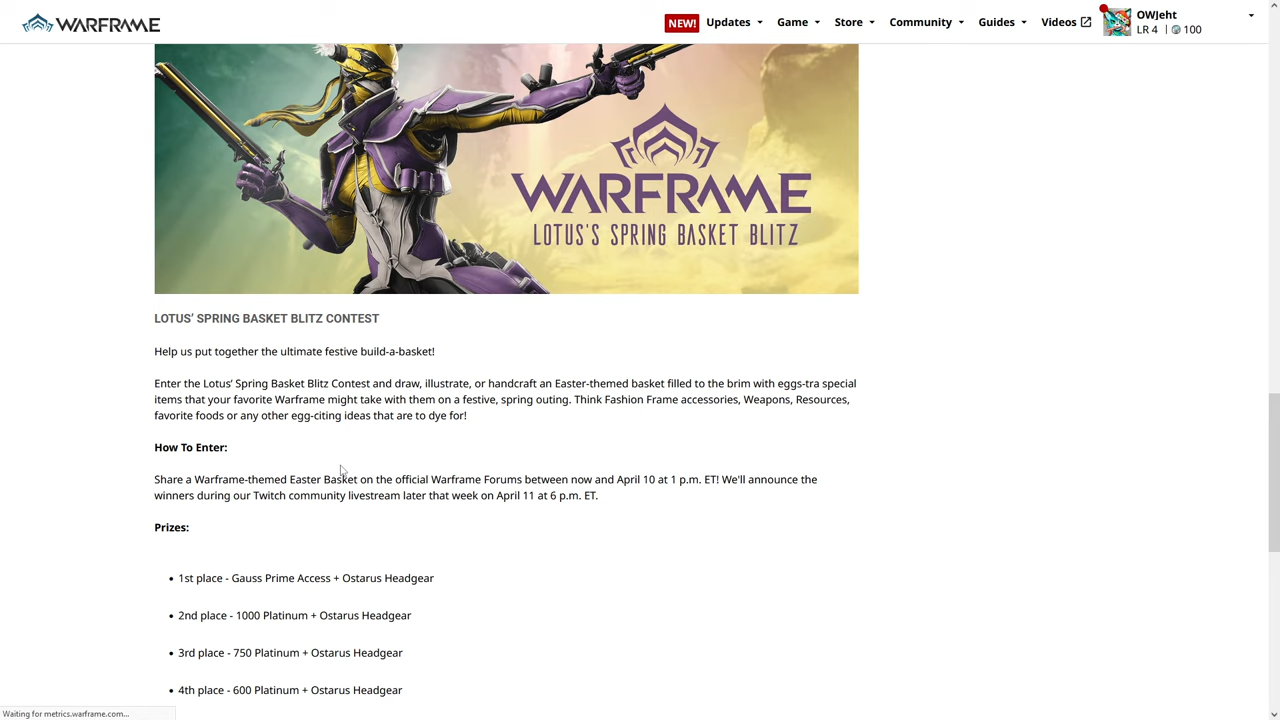 WARFRAME
NEW! Updates Game Store Community Guides Videos
OWJeht
LR 4 | 100
WARFRAME
LOTUS'S SPRING BASKET BLITZ
LOTUS’ SPRING BASKET BLITZ CONTEST
Help us put together the ultimate festive build-a-basket!
Enter the Lotus’ Spring Basket Blitz Contest and draw, illustrate, or handcraft an Easter-themed basket filled to the brim with eggs-tra special
items that your favorite Warframe might take with them on a festive, spring outing. Think Fashion Frame accessories, Weapons, Resources,
favorite foods or any other egg-citing ideas that are to dye for!
How To Enter:
Share a Warframe-themed Easter Basket on the official Warframe Forums between now and April 10 at 1 p.m. ET! We'll announce the
winners during our Twitch community livestream later that week on April 11 at 6 p.m. ET.
Prizes:
• 1st place - Gauss Prime Access + Ostarus Headgear
• 2nd place - 1000 Platinum + Ostarus Headgear
• 3rd place - 750 Platinum + Ostarus Headgear
• 4th place - 600 Platinum + Ostarus Headgear
Waiting for metrics.warframe.com...